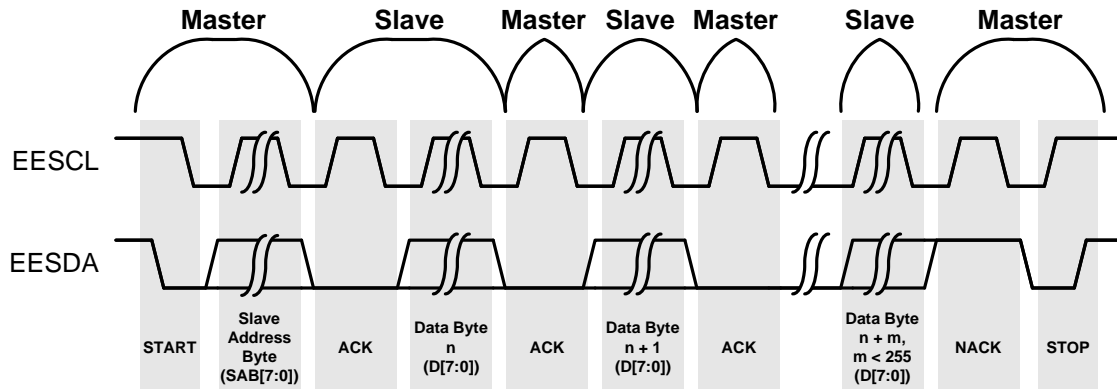 Master Slave Master Slave Master Slave Master
EESCL
EESDA
START
Slave
Address
Byte
(SAB[7:0])
ACK
Data Byte
n
(D[7:0])
ACK
Data Byte
n + 1
(D[7:0])
ACK
Data Byte
n + m,
m < 255
(D[7:0])
NACK
STOP